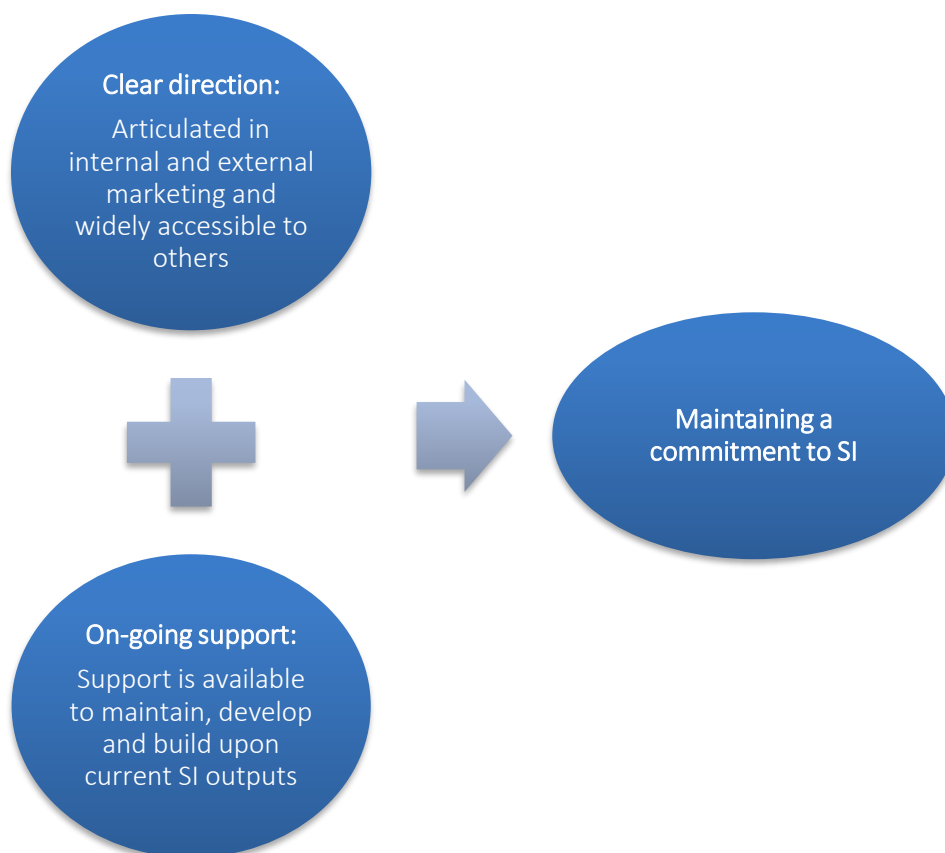 Clear direction:
Articulated in
internal and external
marketing and
widely accessible to
others
Maintaining a
commitment to SI
On-going support:
Support is available
to maintain, develop
and build upon
current SI outputs